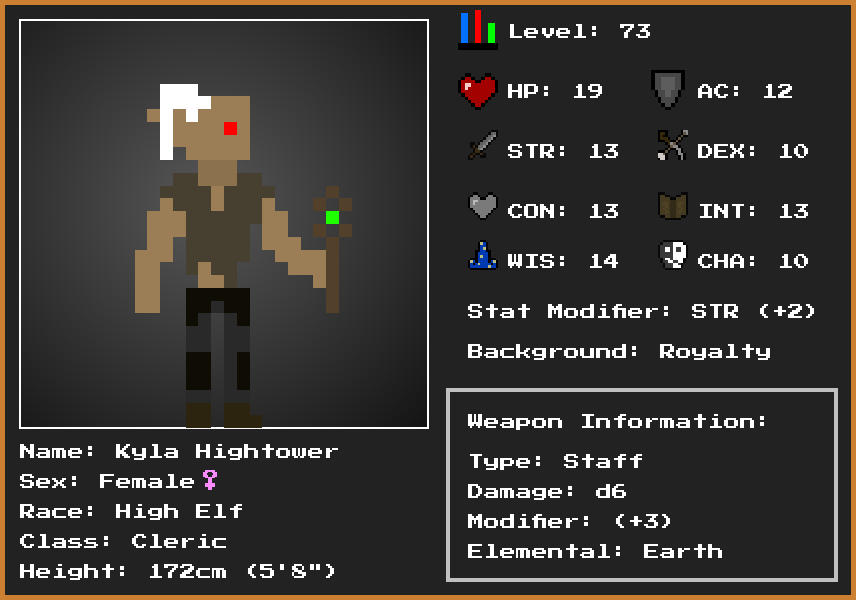 Level: 73
HP: 19
AC: 12
STR: 13
DEX: 10
CON: 13
INT: 13
WIS: 14
CHA: 10
Stat Modifier: STR (+2)
Background: Royalty
Weapon Information:
Type: Staff
Damage: d6
Modifier: (+3)
Elemental: Earth
Name: Kyla Hightower
Sex: Female♀
Race: High Elf
Class: Cleric
Height: 172cm (5'8")